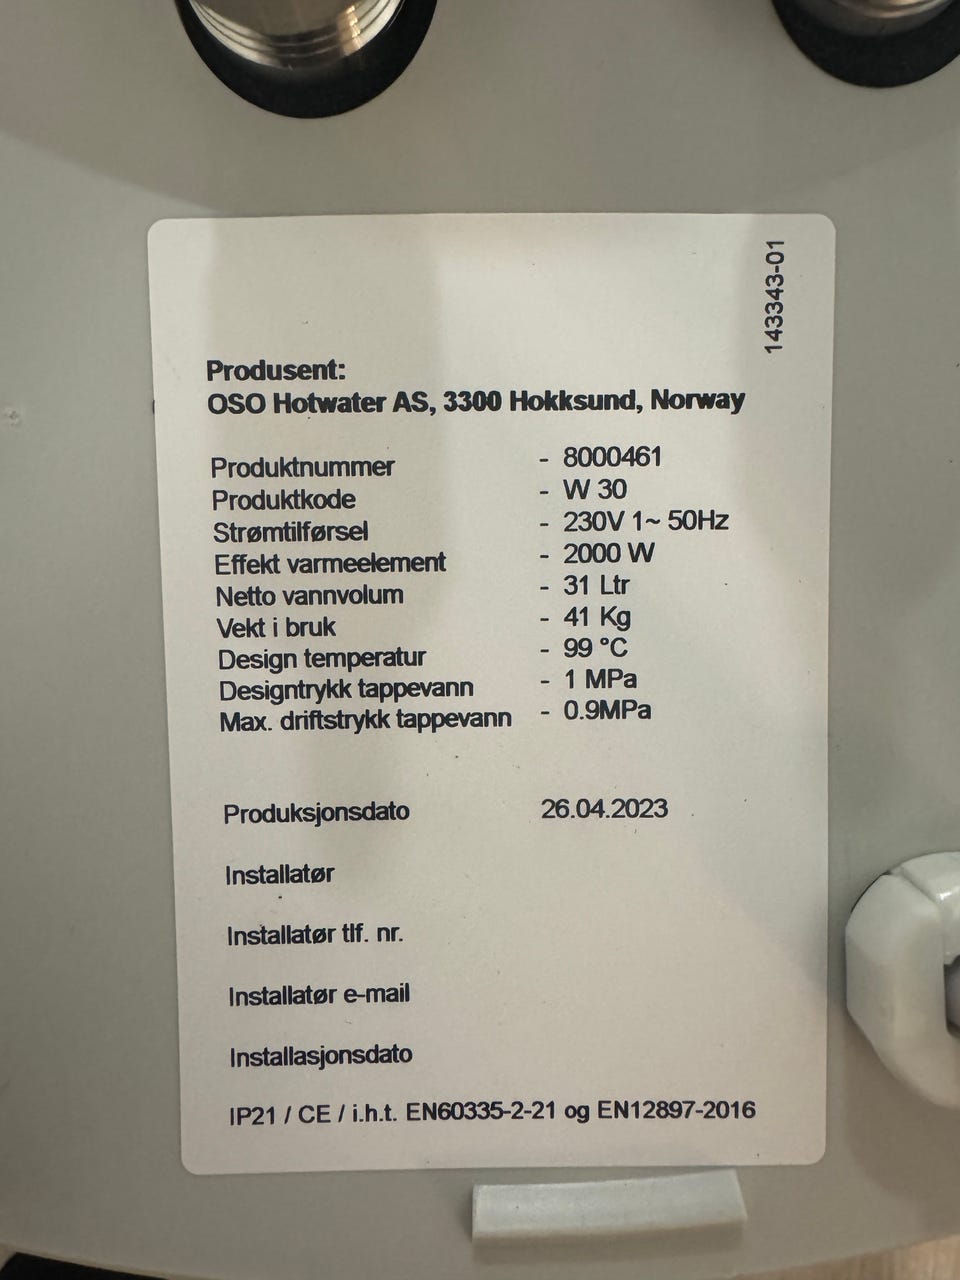 143343-01
Produsent:
OSO Hotwater AS, 3300 Hokksund, Norway
Produktnummer - 8000461
Produktkode - W 30
Strømtilførsel - 230V 1~ 50Hz
Effekt varmeelement - 2000 W
Netto vannvolum - 31 Ltr
Vekt i bruk - 41 Kg
Design temperatur - 99 °C
Designtrykk tappevann - 1 MPa
Max. driftstrykk tappevann - 0.9MPa
Produksjonsdato 26.04.2023
Installatør
Installatør tlf. nr.
Installatør e-mail
Installasjonsdato
IP21 / CE / i.h.t. EN60335-2-21 og EN12897-2016